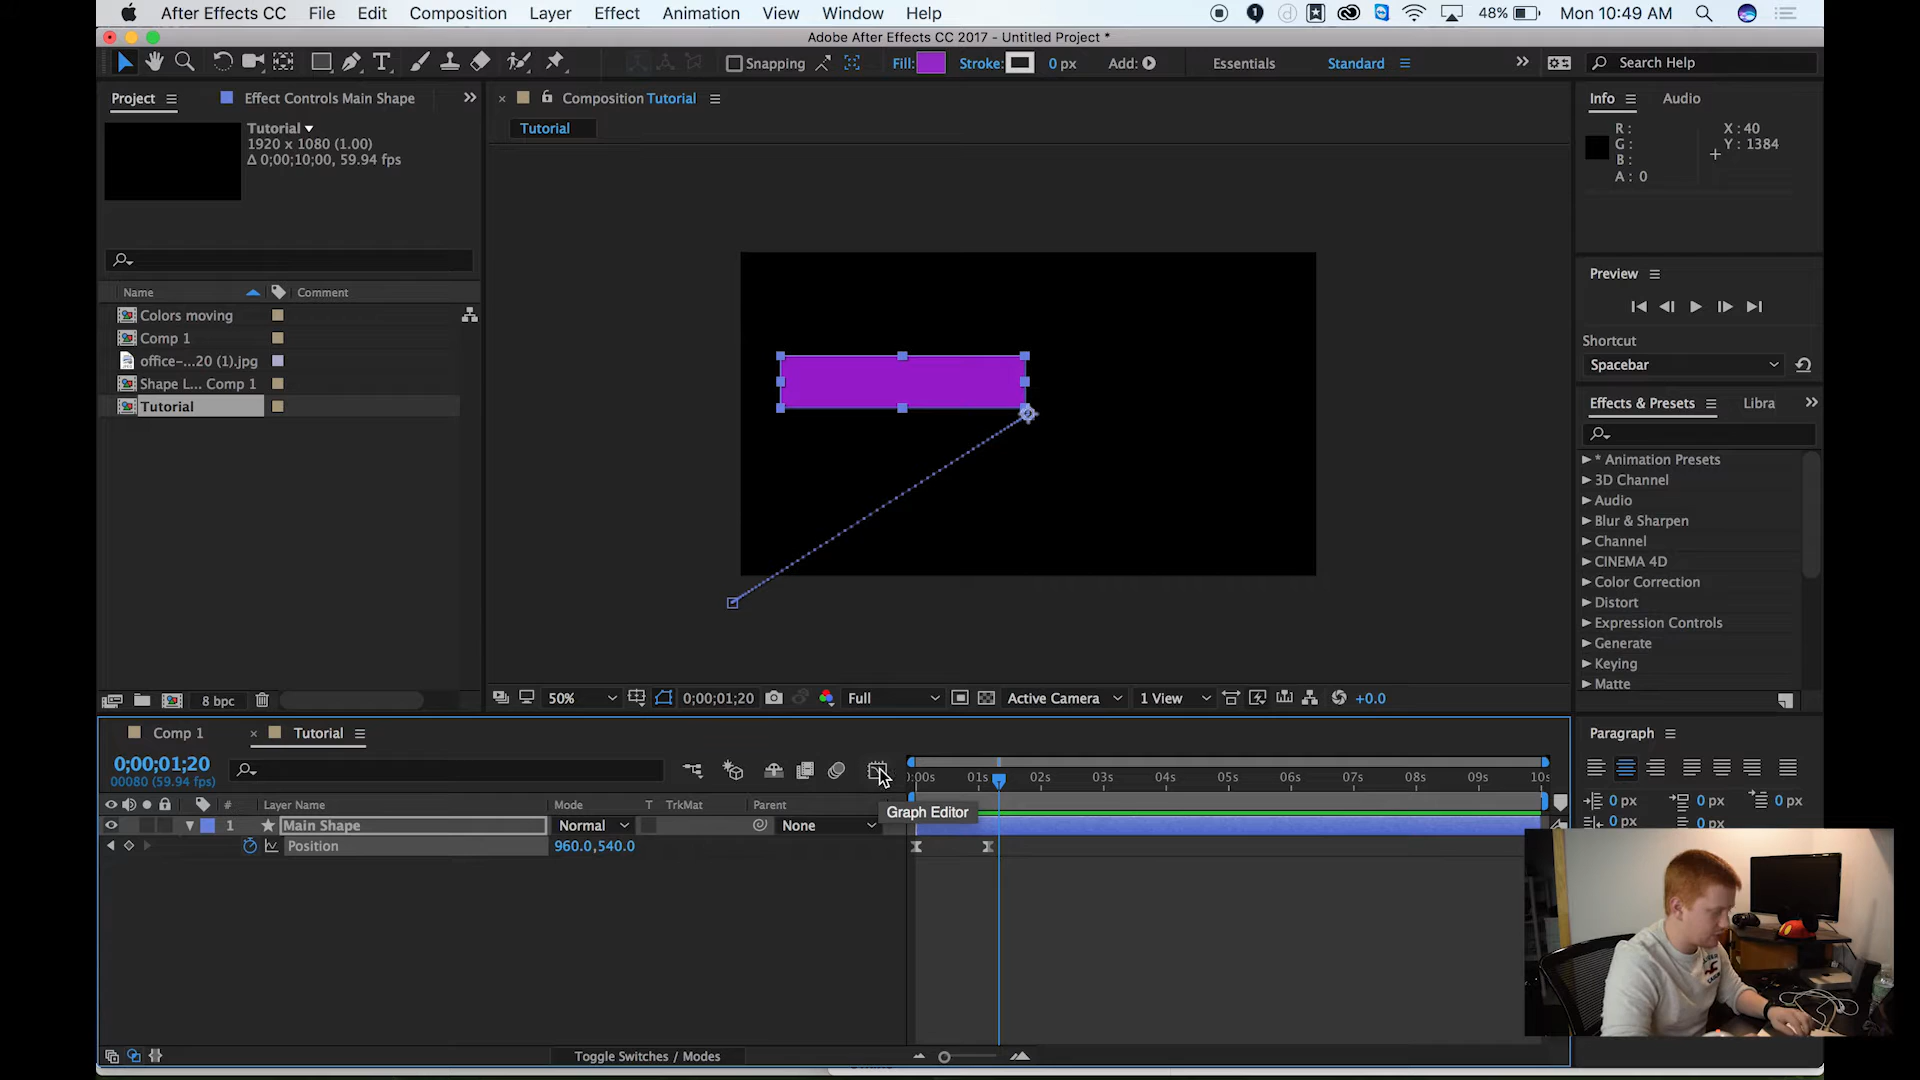 After Effects CC File Edit Composition Layer Effect Animation View Window Help 48% Mon 10:49 AM
Adobe After Effects CC 2017 - Untitled Project *
Snapping Fill: Stroke: 0 px Add: Essentials Standard Search Help
Project Effect Controls Main Shape
Tutorial
1920 x 1080 (1.00)
Δ 0;00;10;00, 59.94 fps
Name Comment
Colors moving
Comp 1
office-...20 (1).jpg
Shape L... Comp 1
Tutorial
8 bpc
Composition Tutorial
Tutorial
50% 0;00;01;20 Full Active Camera 1 View +0.0
Info Audio
R: X: 40
G: Y: 1384
B:
A: 0
Preview
Shortcut
Spacebar
Effects & Presets Libra
* Animation Presets
3D Channel
Audio
Blur & Sharpen
Channel
CINEMA 4D
Color Correction
Distort
Expression Controls
Generate
Keying
Matte
Comp 1 Tutorial
0;00;01;20
00080 (59.94 fps)
:00s 01s 02s 03s 04s 05s 06s 07s 08s 09s 10s
# Layer Name Mode T TrkMat Parent
Graph Editor
1 Main Shape Normal None
Position 960.0,540.0
Toggle Switches / Modes
Paragraph
0 px 0 px 0 px
0 px 0 px